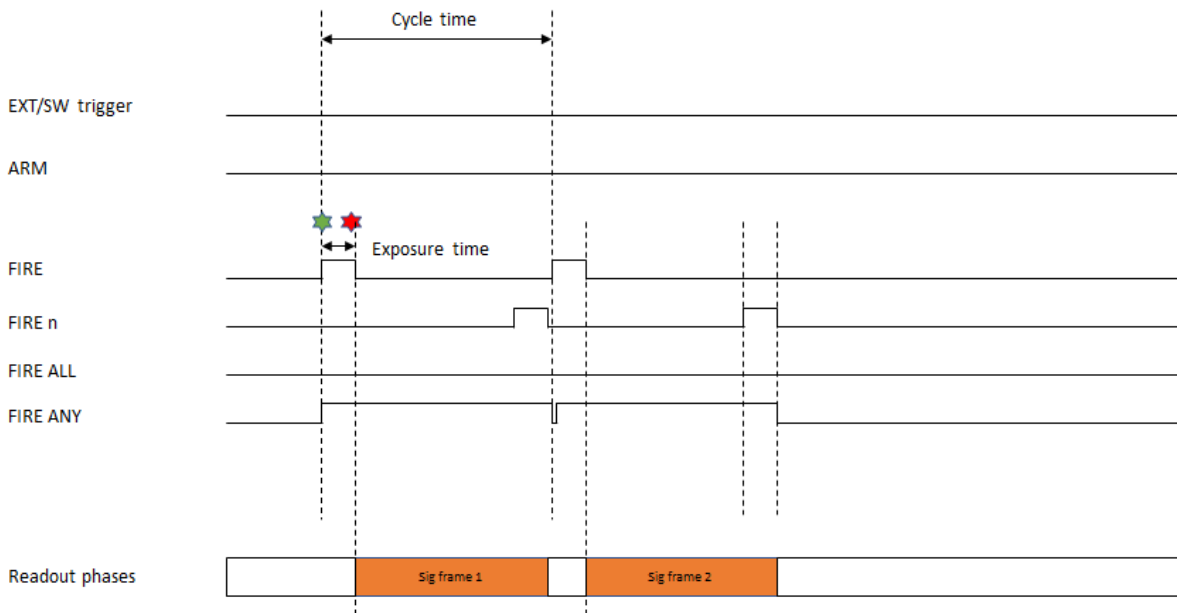 Cycle time
EXT/SW trigger
ARM
Exposure time
FIRE
FIRE n
FIRE ALL
FIRE ANY
Readout phases
Sig frame 1
Sig frame 2